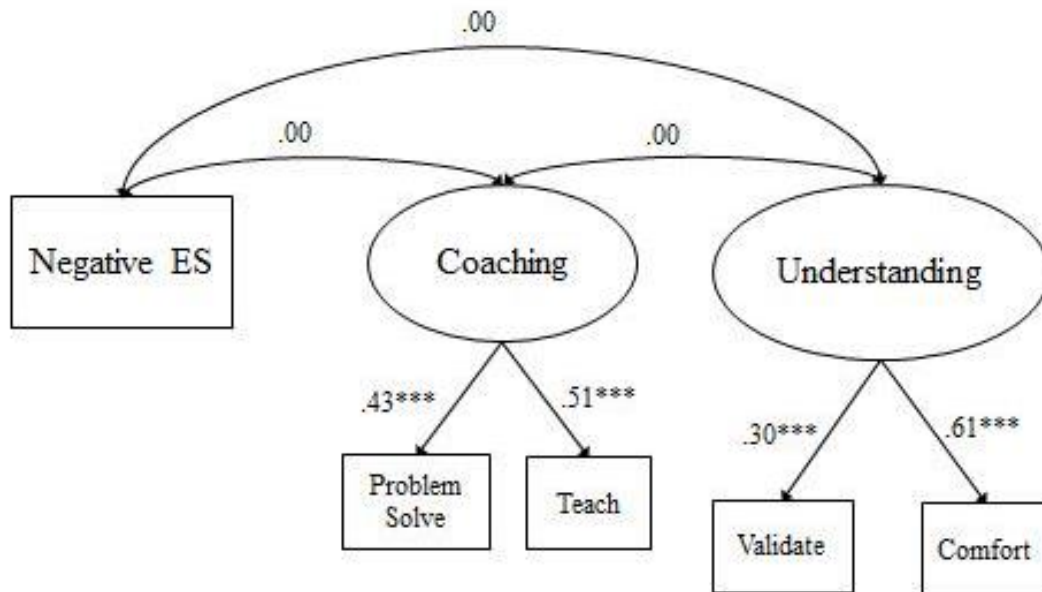 .00
.00
.00
Negative ES
Coaching
Understanding
.43***
.51***
.30***
.61***
Problem
Solve
Teach
Validate
Comfort